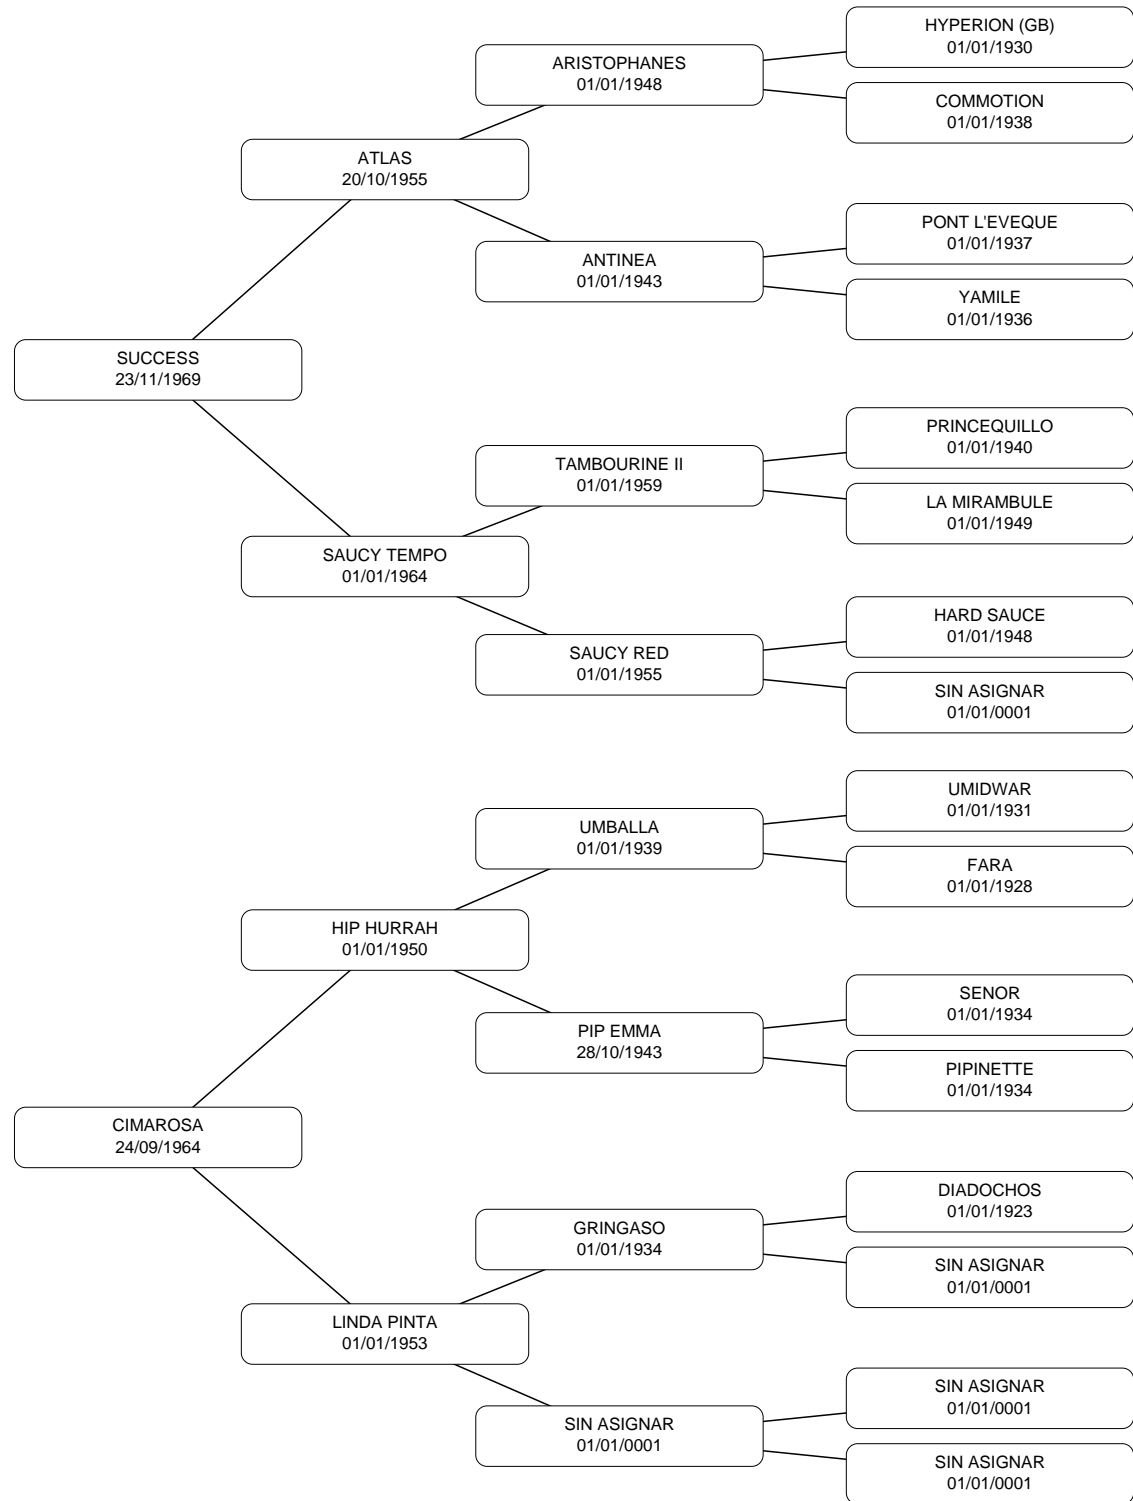 HYPERION (GB)
01/01/1930
ARISTOPHANES
01/01/1948
COMMOTION
01/01/1938
ATLAS
20/10/1955
PONT L'EVEQUE
01/01/1937
ANTINEA
01/01/1943
YAMILE
01/01/1936
SUCCESS
23/11/1969
PRINCEQUILLO
01/01/1940
TAMBOURINE II
01/01/1959
LA MIRAMBULE
01/01/1949
SAUCY TEMPO
01/01/1964
HARD SAUCE
01/01/1948
SAUCY RED
01/01/1955
SIN ASIGNAR
01/01/0001
UMIDWAR
01/01/1931
UMBALLA
01/01/1939
FARA
01/01/1928
HIP HURRAH
01/01/1950
SENOR
01/01/1934
PIP EMMA
28/10/1943
PIPINETTE
01/01/1934
CIMAROSA
24/09/1964
DIADOCHOS
01/01/1923
GRINGASO
01/01/1934
SIN ASIGNAR
01/01/0001
LINDA PINTA
01/01/1953
SIN ASIGNAR
01/01/0001
SIN ASIGNAR
01/01/0001
SIN ASIGNAR
01/01/0001